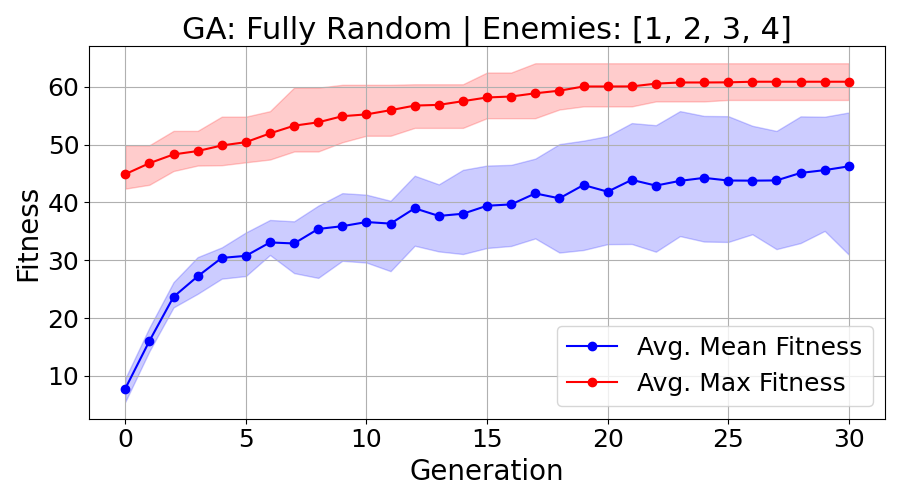 GA: Fully Random | Enemies: [1, 2, 3, 4]
Fitness
60
50
40
30
20
10
Avg. Mean Fitness
Avg. Max Fitness
0 5 10 15 20 25 30
Generation